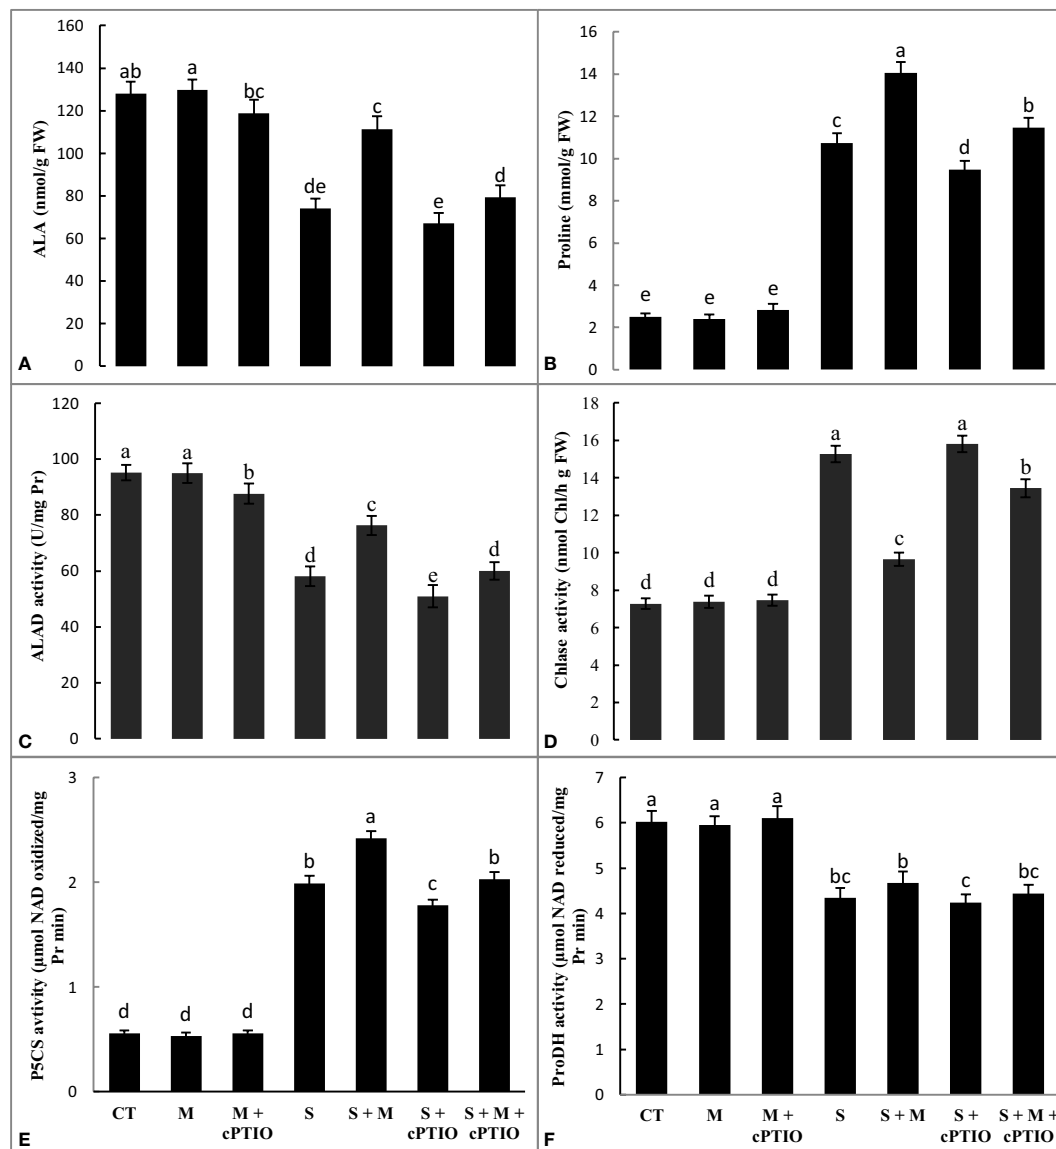 160
140
120
100
80
60
40
20
0
ALA (nmol/g FW)
ab
a
bc
de
c
e
d
A
16
14
12
10
8
6
4
2
0
Proline (mmol/g FW)
e
e
e
c
a
d
b
B
120
100
80
60
40
20
0
ALAD activity (U/mg Pr)
a
a
b
d
c
e
d
C
18
16
14
12
10
8
6
4
2
0
Chlase activity (nmol Chl/h g FW)
d
d
d
a
c
a
b
D
3
2
1
0
P5CS avtivity (µmol NAD oxidized/mg
Pr min)
d
d
d
b
a
c
b
CT
M
M +
cPTIO
S
S + M
S +
cPTIO
S + M +
cPTIO
E
7
6
5
4
3
2
1
0
ProDH activity (µmol NAD reduced/mg
Pr min)
a
a
a
bc
b
c
bc
CT
M
M +
cPTIO
S
S + M
S +
cPTIO
S + M +
cPTIO
F